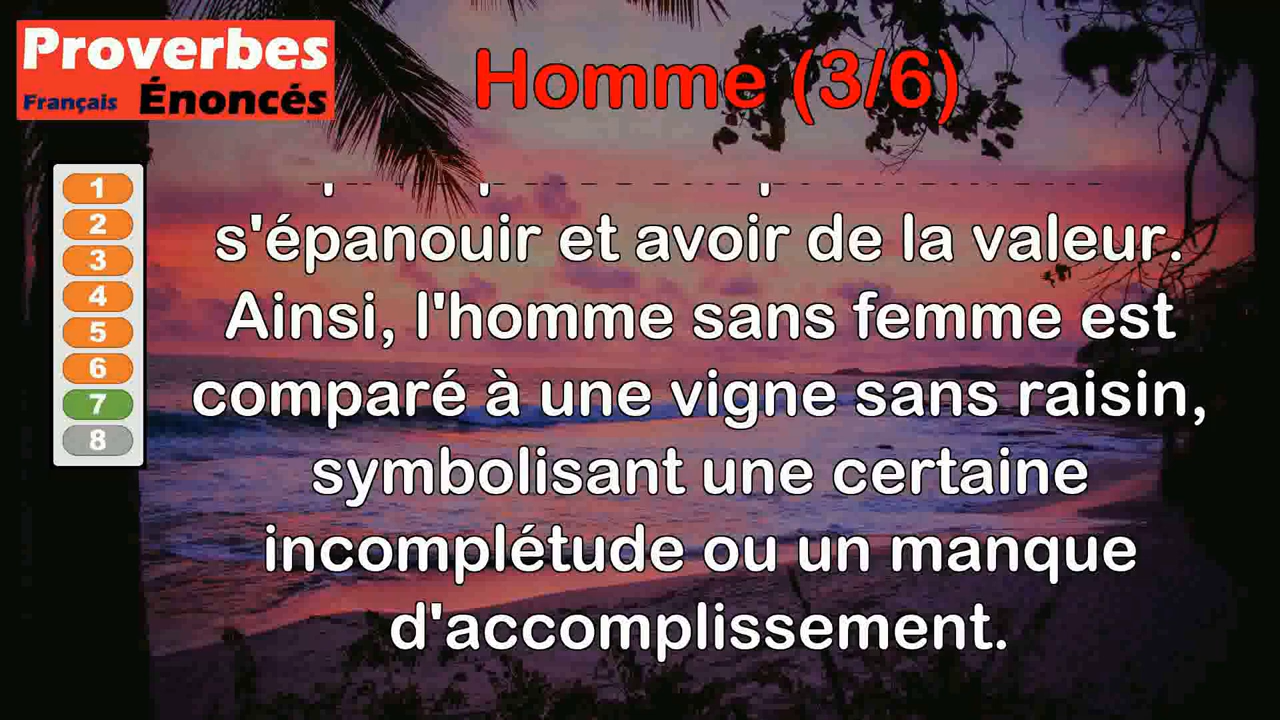 Proverbes
Français Énoncés
Homme (3/6)
1
2
3
4
5
6
7
8
s'épanouir et avoir de la valeur.
Ainsi, l'homme sans femme est
comparé à une vigne sans raisin,
symbolisant une certaine
incomplétude ou un manque
d'accomplissement.